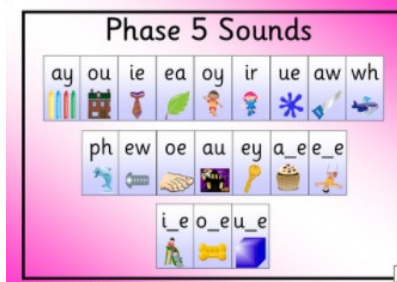 Phase 5 Sounds
ay ou ie ea oy ir ue aw wh
ph ew oe au ey a_e e_e
i_e o_e u_e